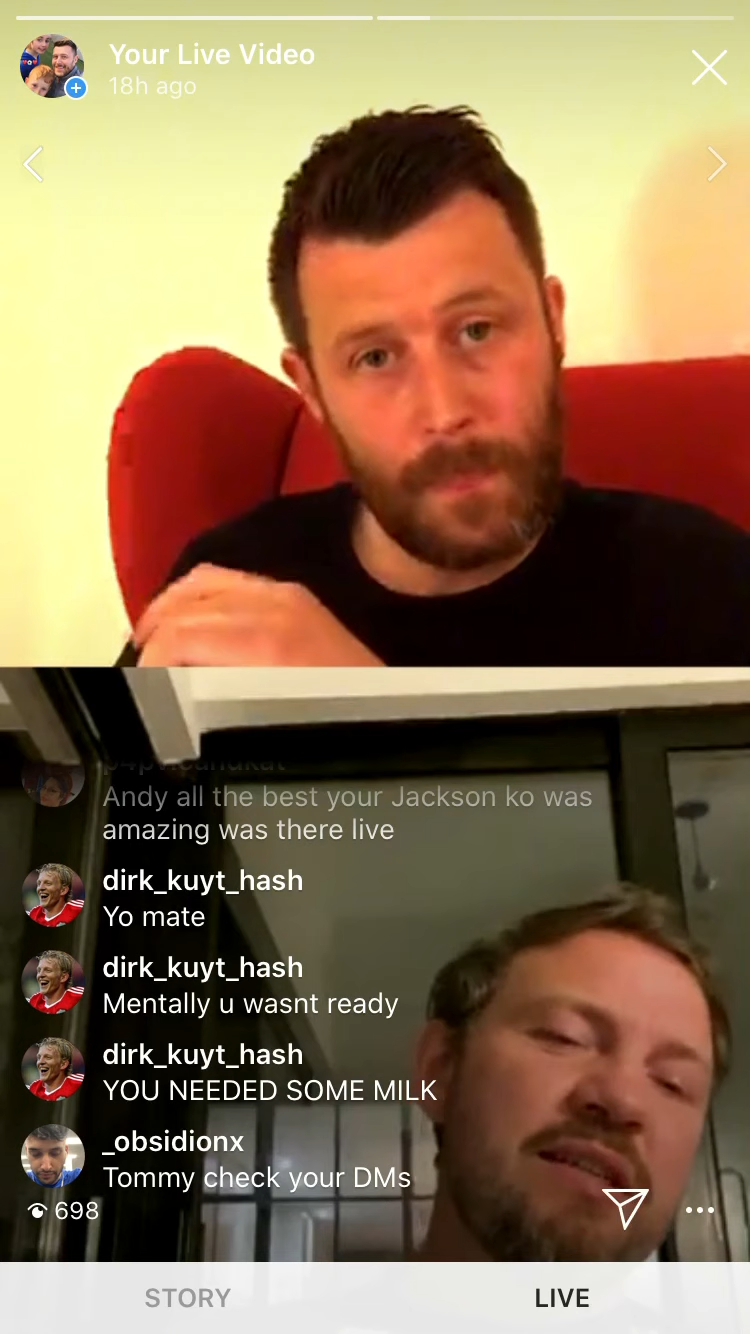 Your Live Video
18h ago
Andy all the best your Jackson ko was
amazing was there live
dirk_kuyt_hash
Yo mate
dirk_kuyt_hash
Mentally u wasnt ready
dirk_kuyt_hash
YOU NEEDED SOME MILK
_obsidionx
Tommy check your DMs
698
STORY
LIVE